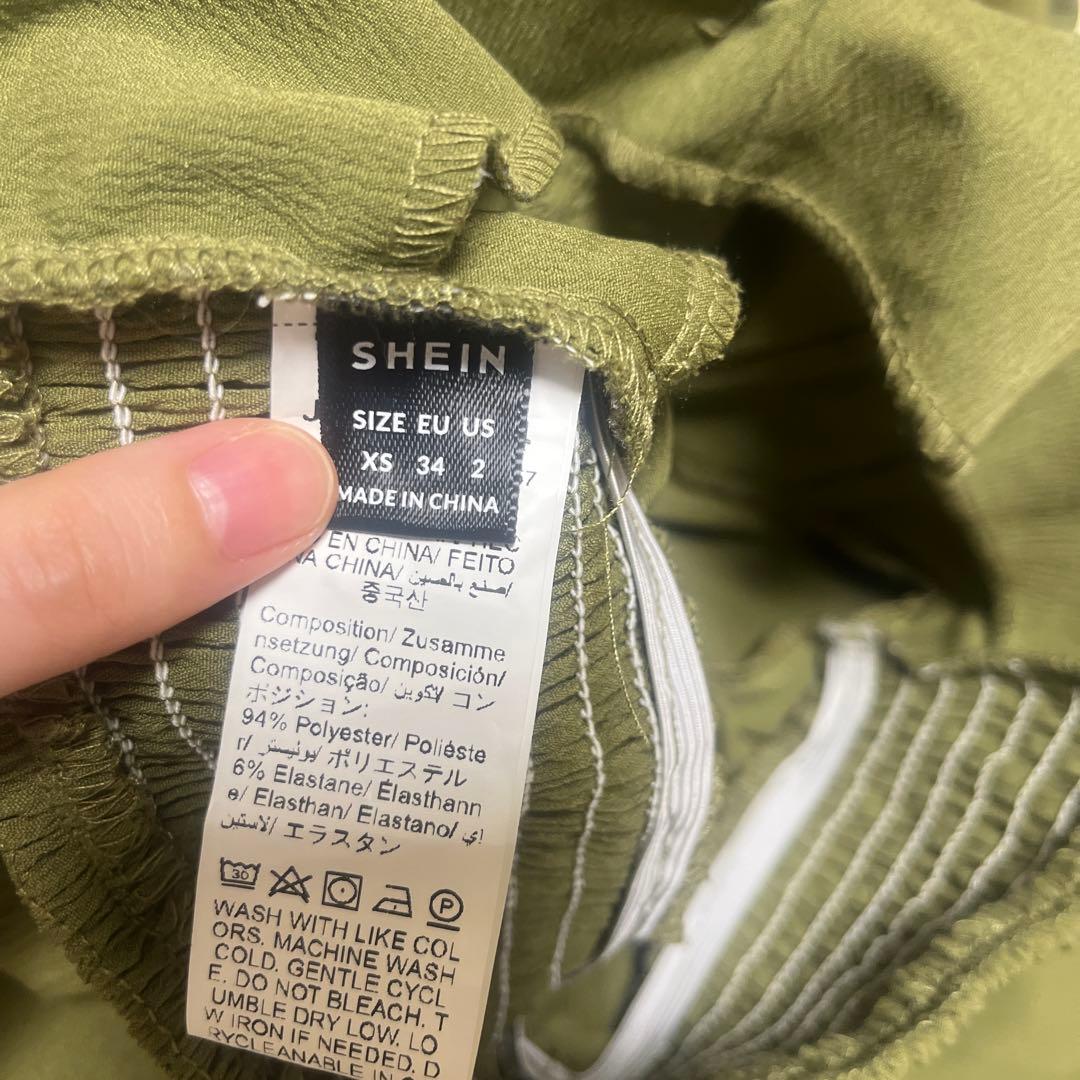 SHEIN
SIZE EU US
XS 34 2
MADE IN CHINA
7
EN CHINA/ FEITO
NA CHINA/ صنع بالصين/
중국산
Composition/ Zusamme
nsetzung/ Composición/
Composição/ التكوين/ コン
ポジション:
94% Polyester/ Poliéste
r/ بوليستر/ ポリエステル
6% Elastane/ Élasthann
e/ Elasthan/ Elastano/ إي
لاستين/ エラスタン
30
P
WASH WITH LIKE COL
ORS. MACHINE WASH
COLD. GENTLE CYCL
E. DO NOT BLEACH. T
UMBLE DRY LOW. LO
W IRON IF NEEDED. D
RYCLEANABLE IN